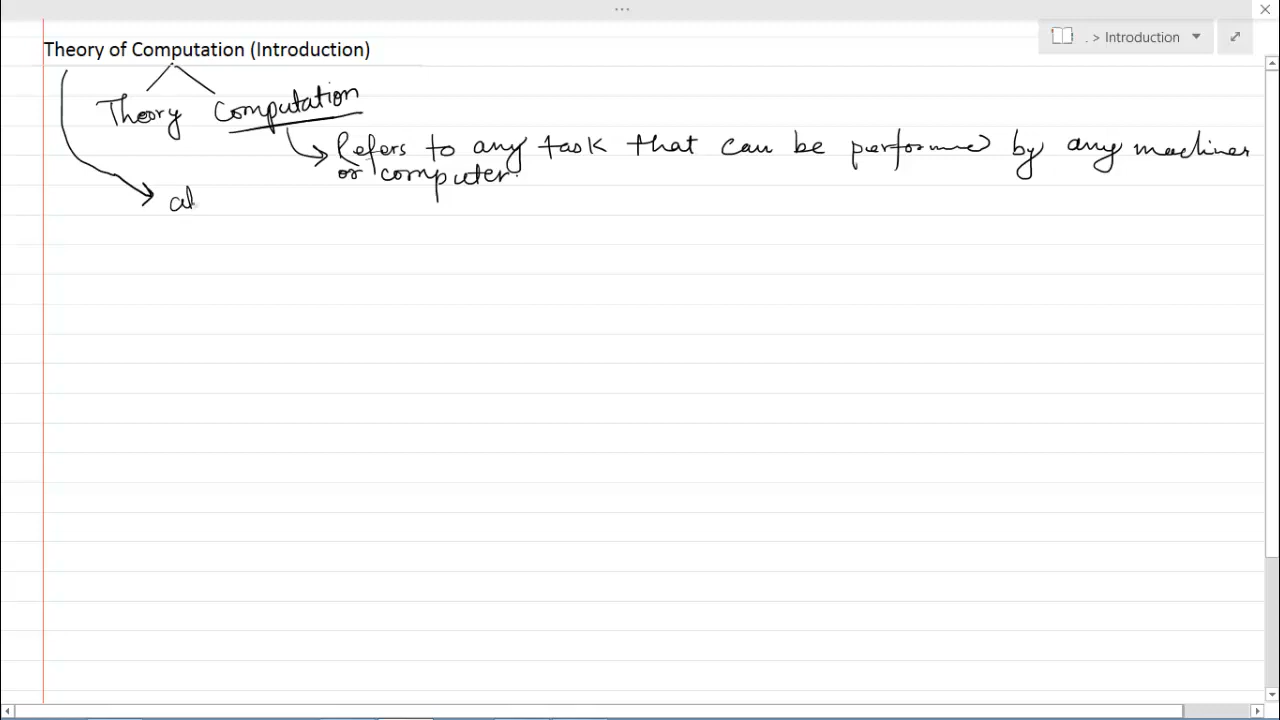 . > Introduction
Theory of Computation (Introduction)
Theory Computation
Refers to any task that can be performed by any machines
or computer.
al